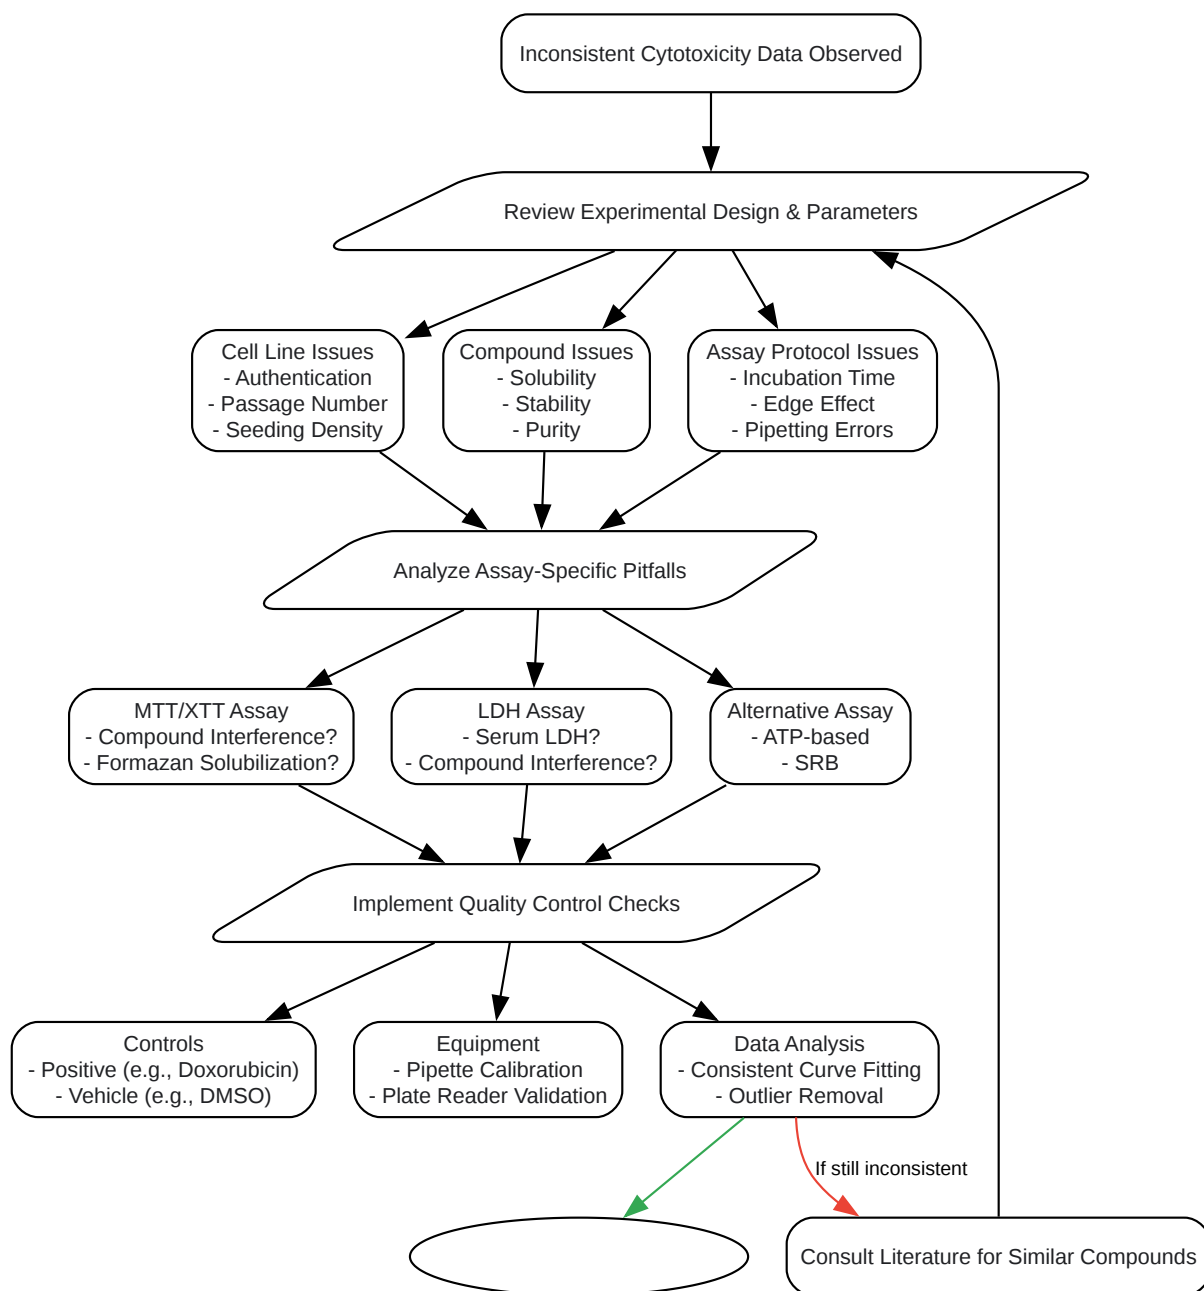 Inconsistent Cytotoxicity Data Observed
Review Experimental Design & Parameters
Cell Line Issues
- Authentication
- Passage Number
- Seeding Density
Compound Issues
- Solubility
- Stability
- Purity
Assay Protocol Issues
- Incubation Time
- Edge Effect
- Pipetting Errors
Analyze Assay-Specific Pitfalls
MTT/XTT Assay
- Compound Interference?
- Formazan Solubilization?
LDH Assay
- Serum LDH?
- Compound Interference?
Alternative Assay
- ATP-based
- SRB
Implement Quality Control Checks
Controls
- Positive (e.g., Doxorubicin)
- Vehicle (e.g., DMSO)
Equipment
- Pipette Calibration
- Plate Reader Validation
Data Analysis
- Consistent Curve Fitting
- Outlier Removal
If still inconsistent
Consult Literature for Similar Compounds